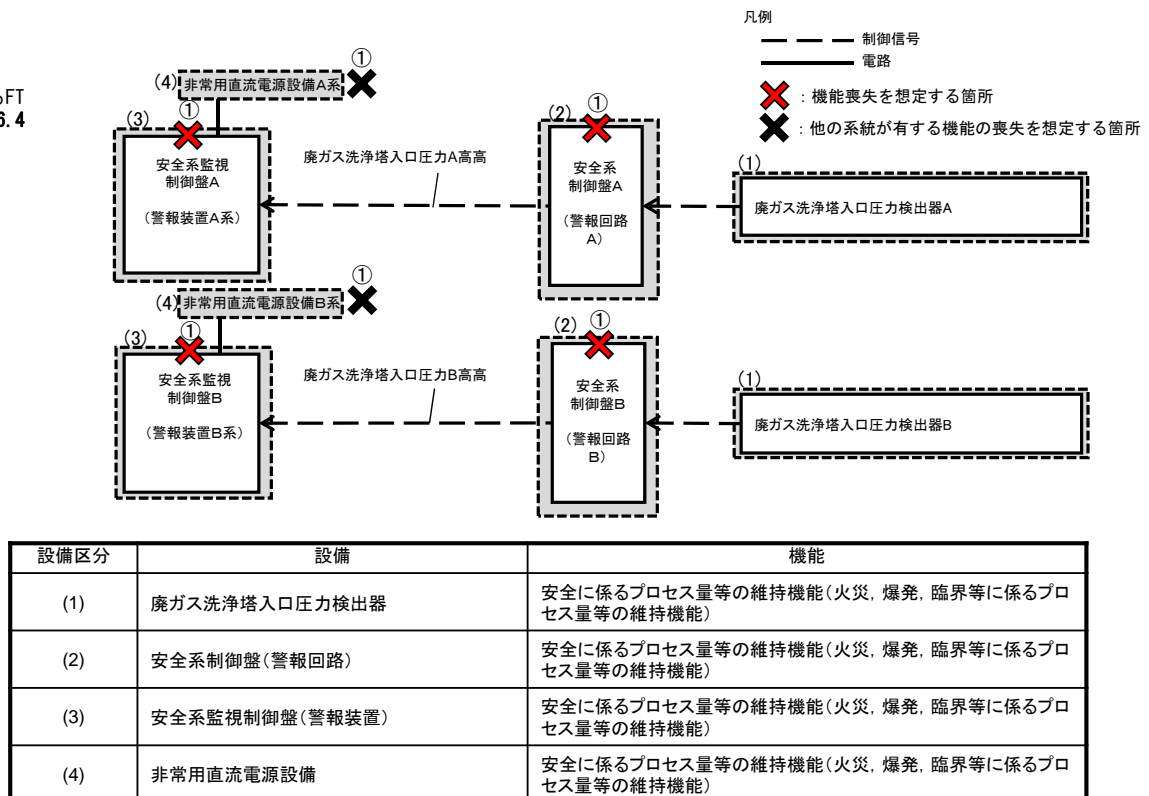 凡例
制御信号
電路
：機能喪失を想定する箇所
：他の系統が有する機能の喪失を想定する箇所
FT
6.4
①
(4) 非常用直流電源設備A系
(3) ①
安全系監視
制御盤A
(警報装置A系)
廃ガス洗浄塔入口圧力A高高
(2) ①
安全系
制御盤A
(警報回路
A)
(1)
廃ガス洗浄塔入口圧力検出器A
①
(4) 非常用直流電源設備B系
(3) ①
安全系監視
制御盤B
(警報装置B系)
廃ガス洗浄塔入口圧力B高高
(2) ①
安全系
制御盤B
(警報回路
B)
(1)
廃ガス洗浄塔入口圧力検出器B
設備区分 設備 機能
(1) 廃ガス洗浄塔入口圧力検出器 安全に係るプロセス量等の維持機能(火災，爆発，臨界等に係るプロ
セス量等の維持機能)
(2) 安全系制御盤(警報回路) 安全に係るプロセス量等の維持機能(火災，爆発，臨界等に係るプロ
セス量等の維持機能)
(3) 安全系監視制御盤(警報装置) 安全に係るプロセス量等の維持機能(火災，爆発，臨界等に係るプロ
セス量等の維持機能)
(4) 非常用直流電源設備 安全に係るプロセス量等の維持機能(火災，爆発，臨界等に係るプロ
セス量等の維持機能)